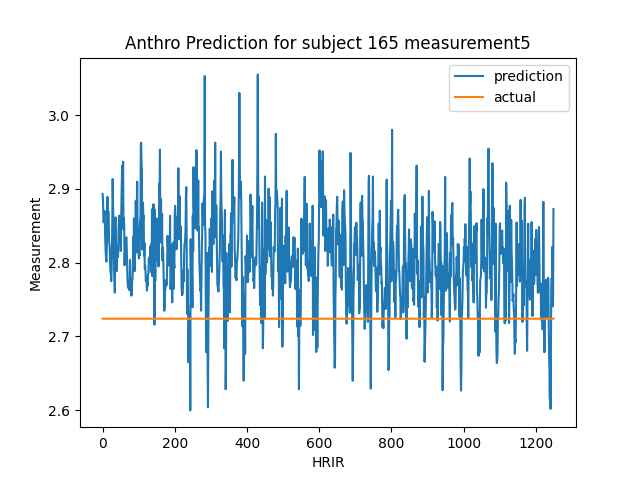 Anthro Prediction for subject 165 measurement5
prediction
actual
Measurement
3.0
2.9
2.8
2.7
2.6
0
200
400
600
800
1000
1200
HRIR